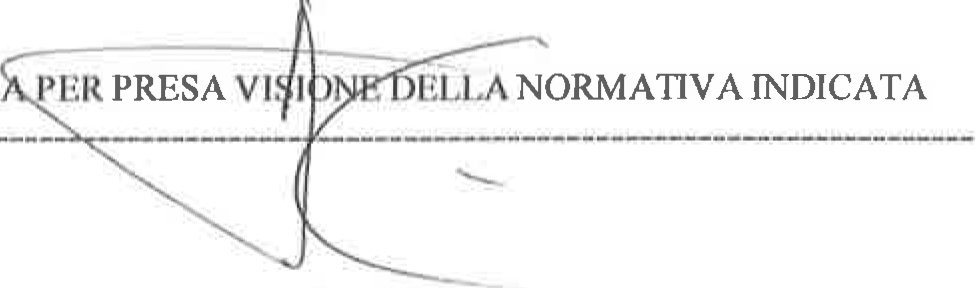 A PER PRESA VISIONE DELLA NORMATIVA INDICATA